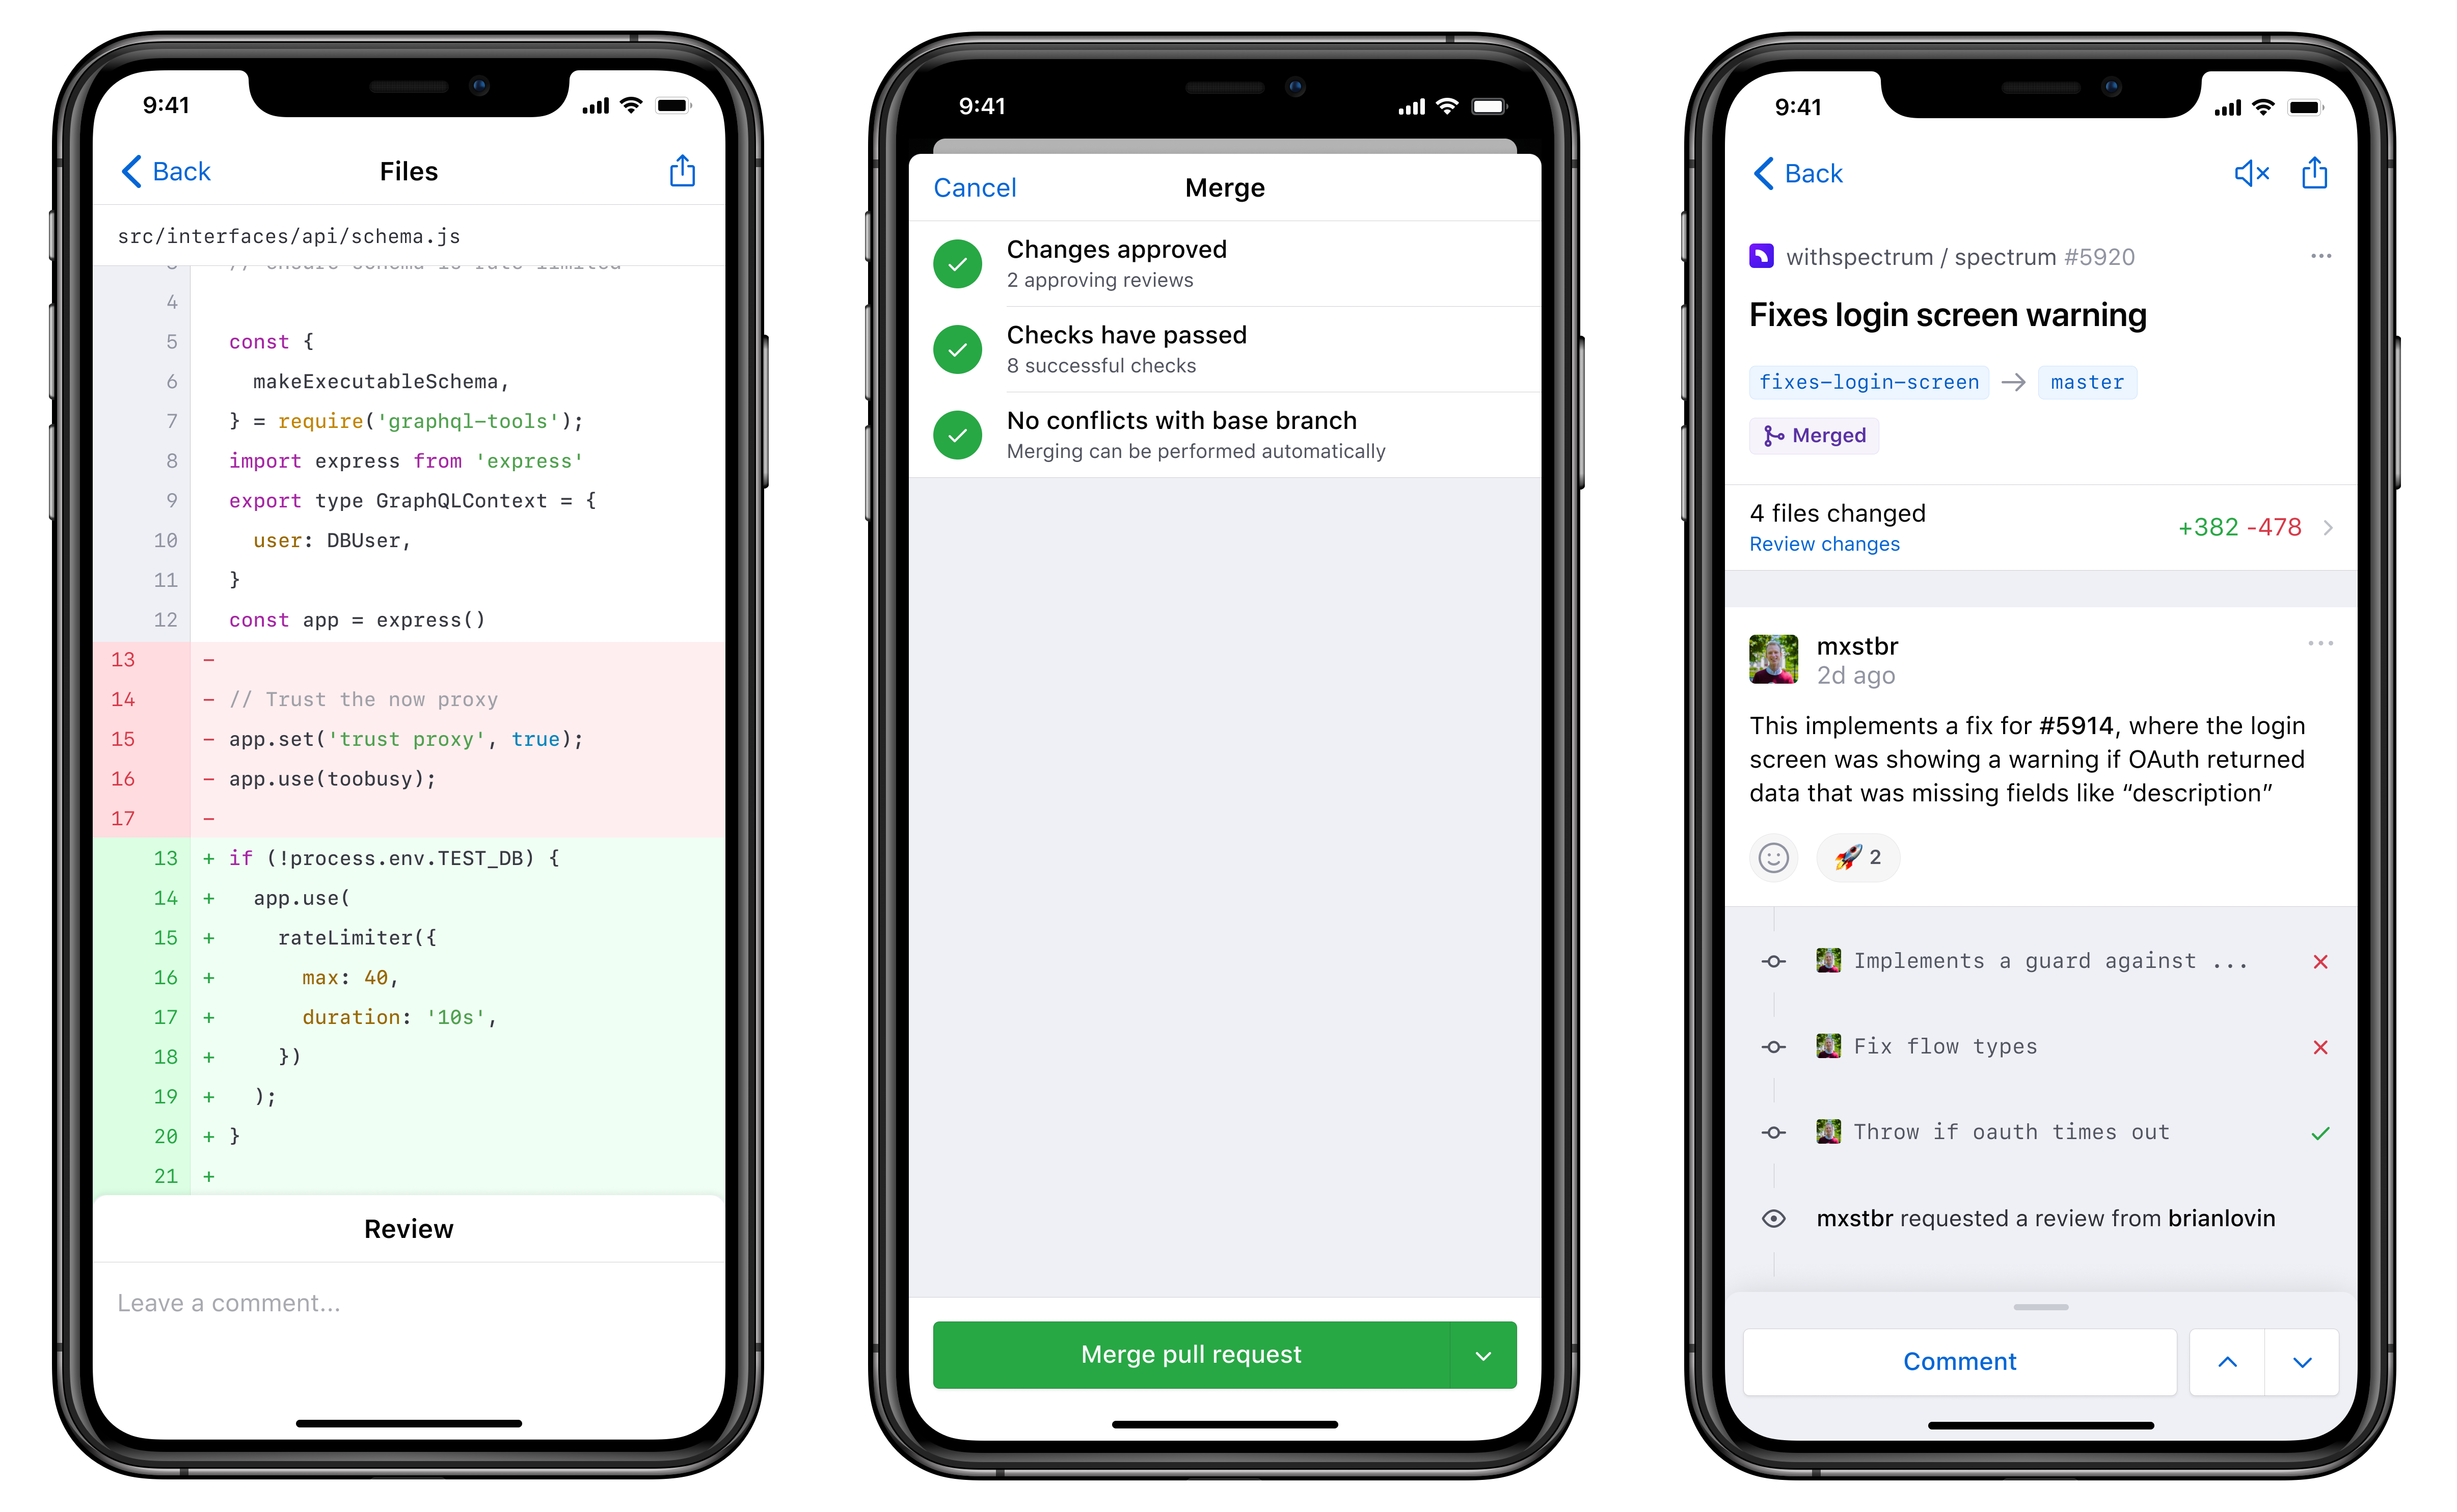 9:41
Back
Files
src/interfaces/api/schema.js
3 // ensure schema is rate limited
4
5 const {
6 makeExecutableSchema,
7 } = require('graphql-tools');
8 import express from 'express'
9 export type GraphQLContext = {
10 user: DBUser,
11 }
12 const app = express()
13 -
14 - // Trust the now proxy
15 - app.set('trust proxy', true);
16 - app.use(toobusy);
17 -
13 + if (!process.env.TEST_DB) {
14 + app.use(
15 + rateLimiter({
16 + max: 40,
17 + duration: '10s',
18 + })
19 + );
20 + }
21 +
Review
Leave a comment...
9:41
Cancel
Merge
Changes approved
2 approving reviews
Checks have passed
8 successful checks
No conflicts with base branch
Merging can be performed automatically
Merge pull request
9:41
Back
withspectrum / spectrum #5920
Fixes login screen warning
fixes-login-screen → master
Merged
4 files changed
+382 -478
Review changes
mxstbr
2d ago
This implements a fix for #5914, where the login
screen was showing a warning if OAuth returned
data that was missing fields like “description”
2
Implements a guard against ...
Fix flow types
Throw if oauth times out
mxstbr requested a review from brianlovin
Comment